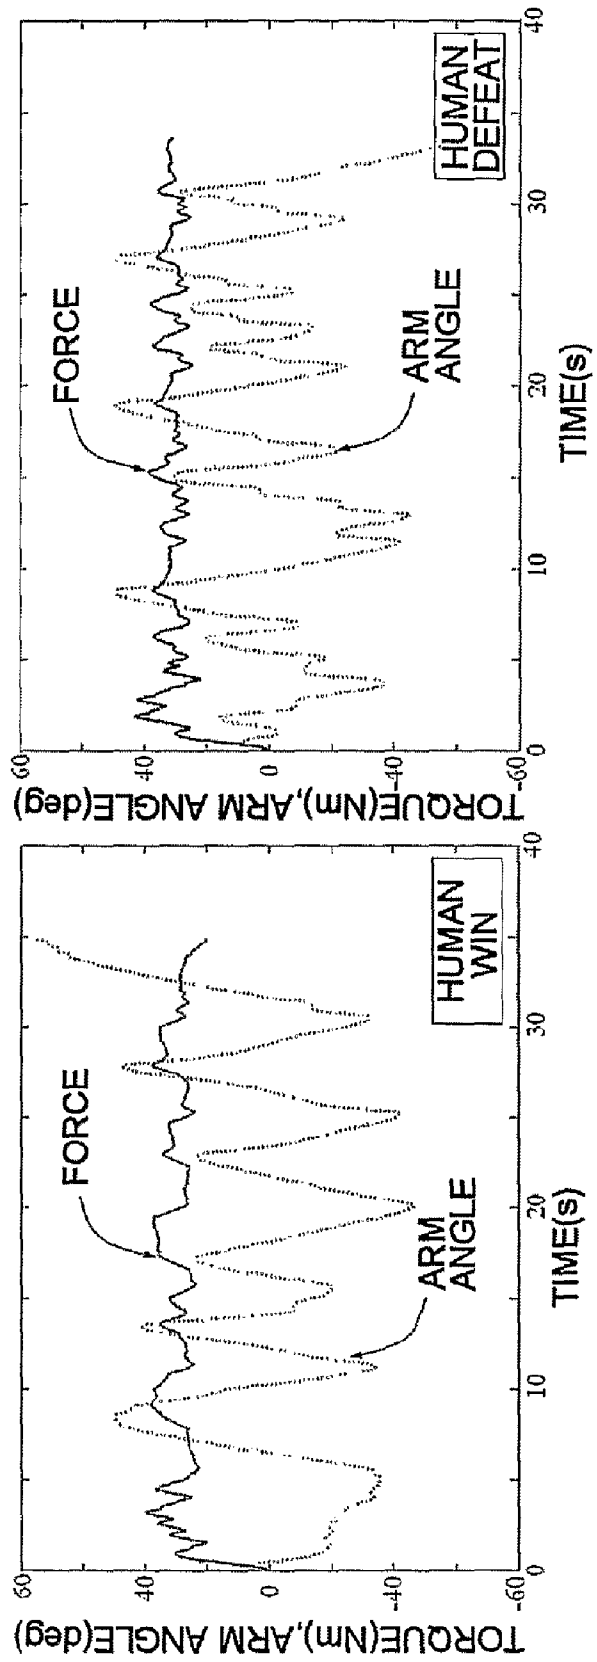 TORQUE(Nm),ARM ANGLE(deg)
60
40
0
-40
-60
0
10
20
30
40
TIME(s)
FORCE
ARM
ANGLE
HUMAN
WIN
TORQUE(Nm),ARM ANGLE(deg)
60
40
0
-40
-60
0
10
20
30
40
TIME(s)
FORCE
ARM
ANGLE
HUMAN
DEFEAT